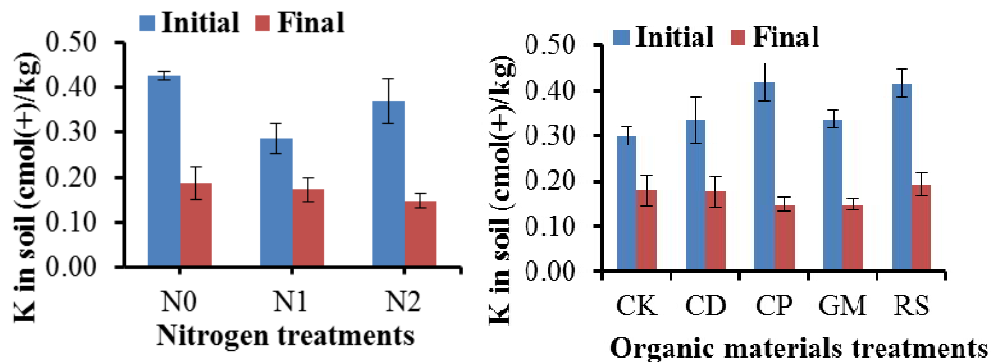 Initial Final
0.50
0.40
0.30
0.20
0.10
0.00
K in soil (cmol(+)/kg)
N0 N1 N2
Nitrogen treatments
Initial Final
0.50
0.40
0.30
0.20
0.10
0.00
K in soil (cmol(+)/kg)
CK CD CP GM RS
Organic materials treatments